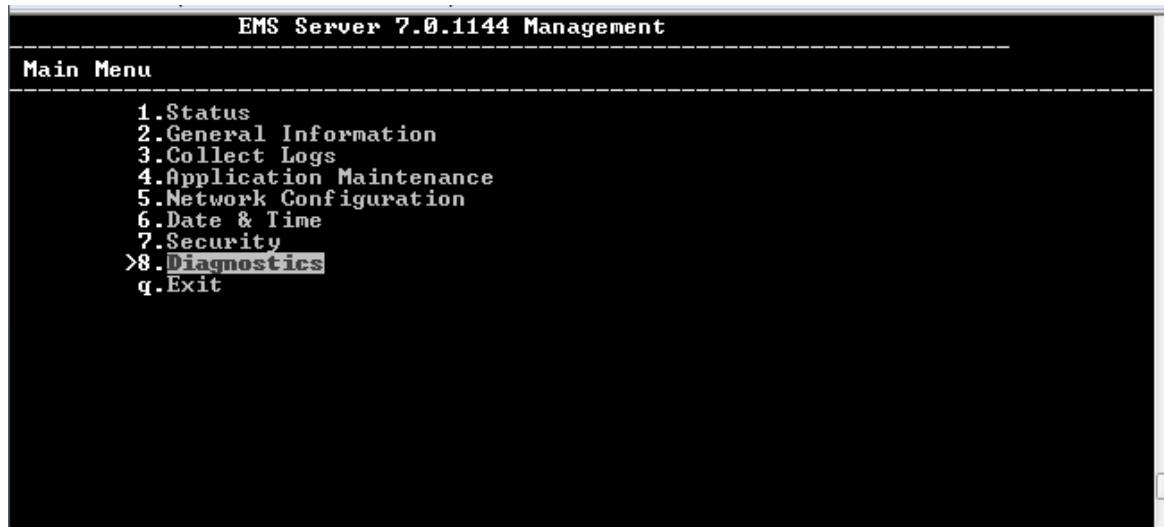 EMS Server 7.0.1144 Management
Main Menu
1.Status
2.General Information
3.Collect Logs
4.Application Maintenance
5.Network Configuration
6.Date & Time
7.Security
>8.Diagnostics
q.Exit